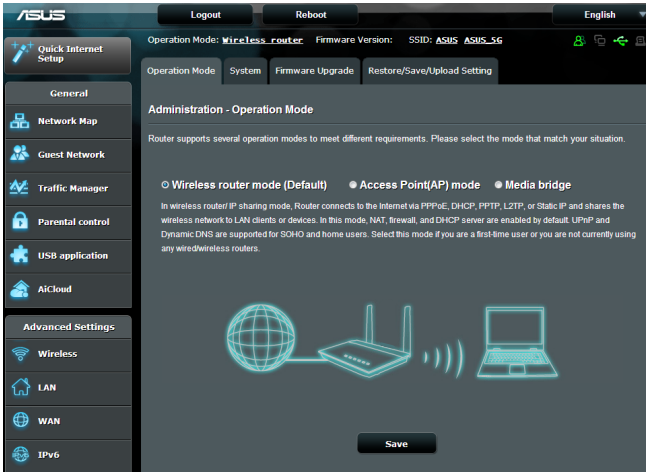 ASUS
Logout
Reboot
English
Quick Internet
Setup
Operation Mode: Wireless router Firmware Version: SSID: ASUS ASUS_5G
Operation Mode
System
Firmware Upgrade
Restore/Save/Upload Setting
General
Network Map
Guest Network
Traffic Manager
Parental control
USB application
AiCloud
Advanced Settings
Wireless
LAN
WAN
IPv6
Administration - Operation Mode
Router supports several operation modes to meet different requirements. Please select the mode that match your situation.
Wireless router mode (Default)
Access Point(AP) mode
Media bridge
In wireless router/ IP sharing mode, Router connects to the Internet via PPPoE, DHCP, PPTP, L2TP, or Static IP and shares the
wireless network to LAN clients or devices. In this mode, NAT, firewall, and DHCP server are enabled by default. UPnP and
Dynamic DNS are supported for SOHO and home users. Select this mode if you are a first-time user or you are not currently using
any wired/wireless routers.
Save